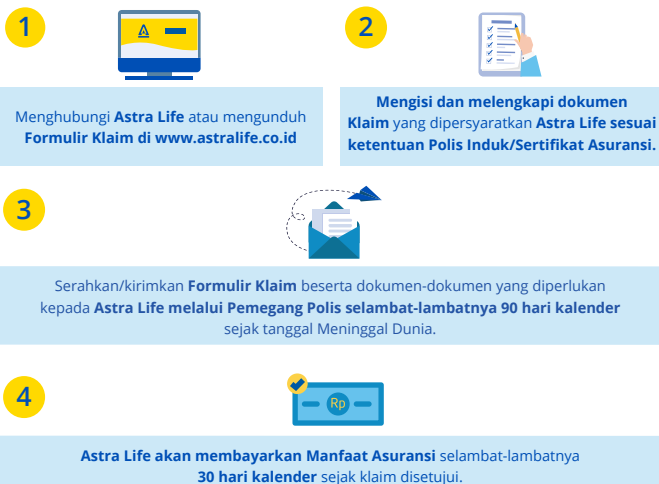 1
Menghubungi Astra Life atau mengunduh
Formulir Klaim di www.astralife.co.id
2
Mengisi dan melengkapi dokumen
Klaim yang dipersyaratkan Astra Life sesuai
ketentuan Polis Induk/Sertifikat Asuransi.
3
Serahkan/kirimkan Formulir Klaim beserta dokumen-dokumen yang diperlukan
kepada Astra Life melalui Pemegang Polis selambat-lambatnya 90 hari kalender
sejak tanggal Meninggal Dunia.
4
Rp
Astra Life akan membayarkan Manfaat Asuransi selambat-lambatnya
30 hari kalender sejak klaim disetujui.